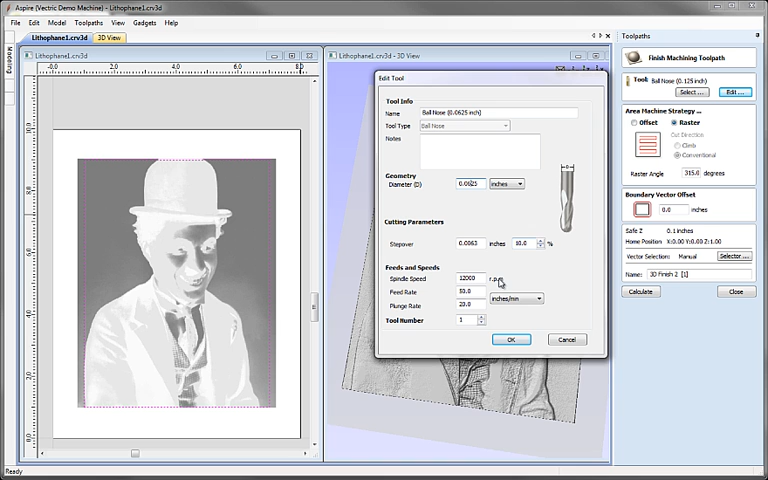 Aspire (Vectric Demo Machine) - Lithophane1.crv3d
File Edit Model Toolpaths View Gadgets Help
Lithophane1.crv3d 3D View
Modeling
Lithophane1.crv3d
Lithophane1.crv3d - 3D View
Edit Tool
Tool Info
Name Ball Nose (0.0625 inch)
Tool Type Ball Nose
Notes
Geometry
Diameter (D) 0.0625 inches
D
Cutting Parameters
Stepover 0.0063 inches 10.0 %
Feeds and Speeds
Spindle Speed 12000 r.p.m
Feed Rate 50.0
inches/min
Plunge Rate 20.0
Tool Number 1
OK Cancel
Toolpaths
Finish Machining Toolpath
Tool: Ball Nose (0.125 inch)
Select ... Edit ...
Area Machine Strategy ...
Offset Raster
Cut Direction
Climb
Conventional
Raster Angle 315.0 degrees
Boundary Vector Offset
0.0 inches
Safe Z 0.1 inches
Home Position X:0.00 Y:0.00 Z:1.00
Vector Selection: Manual Selector ...
Name: 3D Finish 2 [1]
Calculate Close
Ready